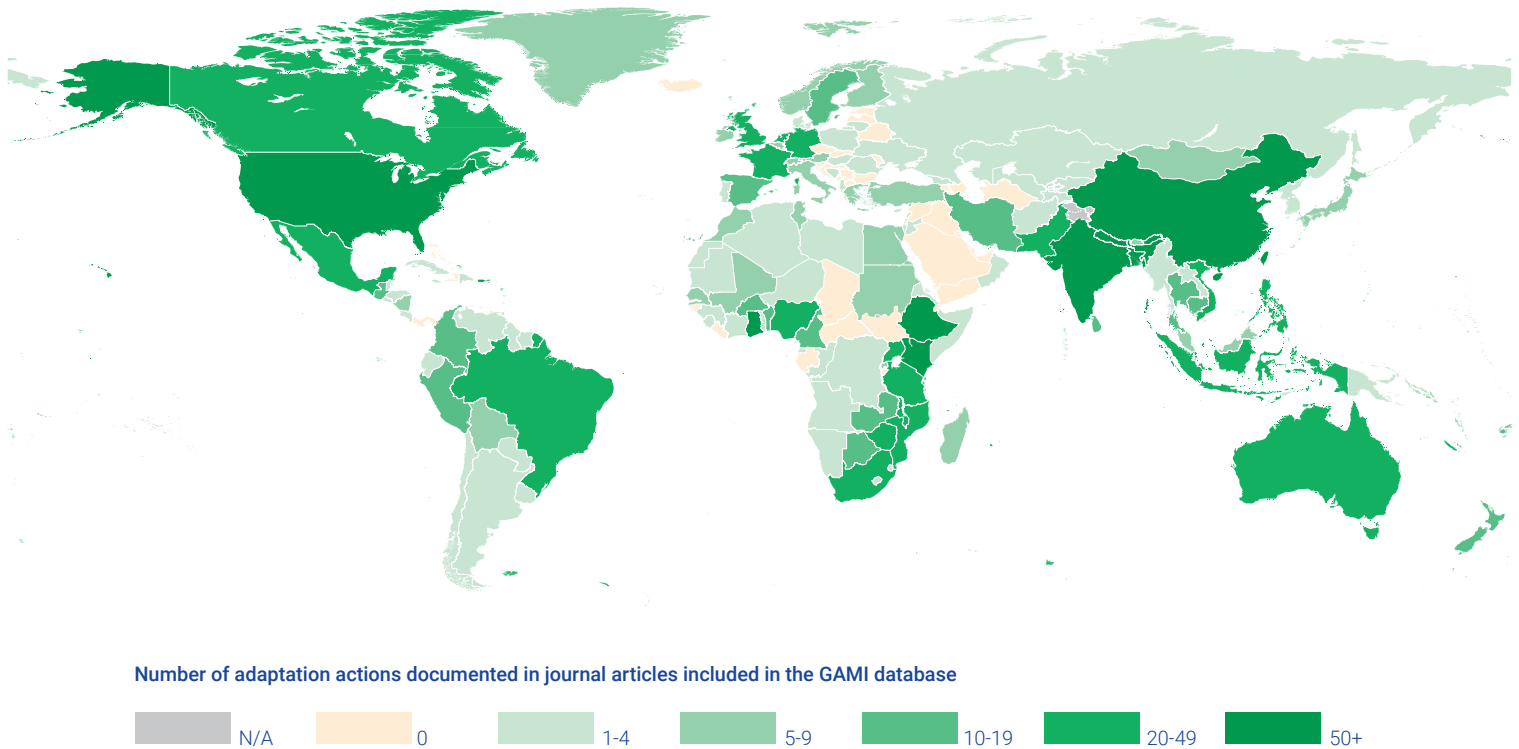 Number of adaptation actions documented in journal articles included in the GAMI database
N/A 0 1-4 5-9 10-19 20-49 50+